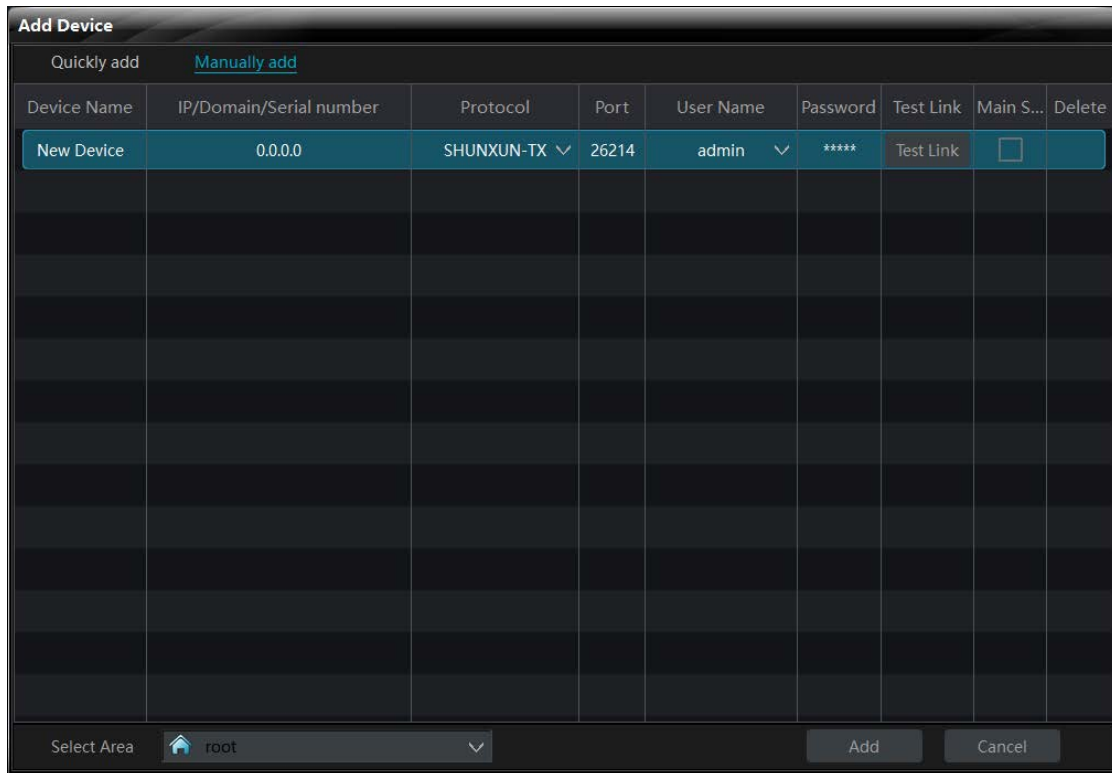 Add Device
Quickly add Manually add
Device Name IP/Domain/Serial number Protocol Port User Name Password Test Link Main S... Delete
New Device 0.0.0.0 SHUNXUN-TX 26214 admin ***** Test Link
Select Area root Add Cancel